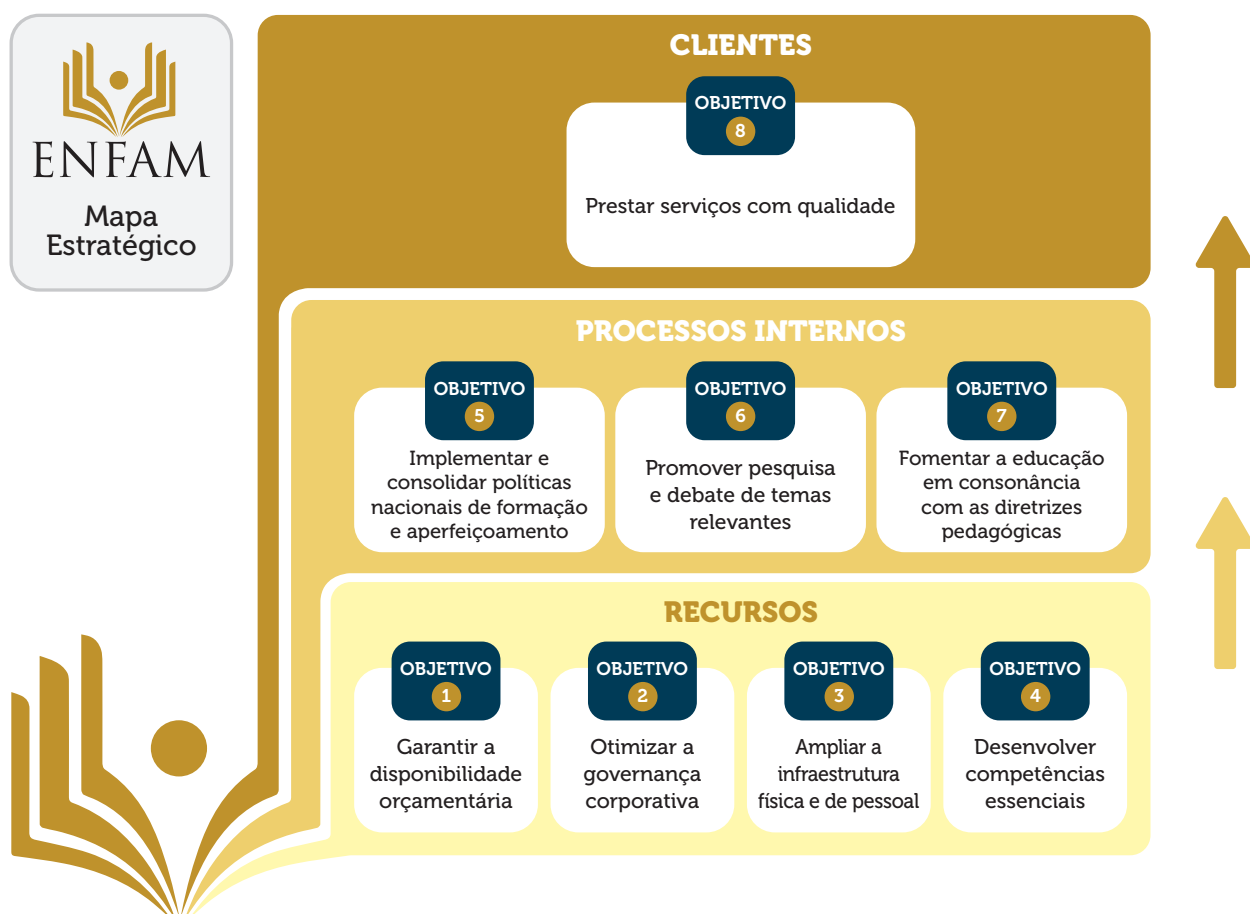 ENFAM
Mapa
Estratégico
CLIENTES
OBJETIVO
8
Prestar serviços com qualidade
PROCESSOS INTERNOS
OBJETIVO
5
Implementar e
consolidar políticas
nacionais de formação
e aperfeiçoamento
OBJETIVO
6
Promover pesquisa
e debate de temas
relevantes
OBJETIVO
7
Fomentar a educação
em consonância
com as diretrizes
pedagógicas
RECURSOS
OBJETIVO
1
Garantir a
disponibilidade
orçamentária
OBJETIVO
2
Otimizar a
governança
corporativa
OBJETIVO
3
Ampliar a
infraestrutura
física e de pessoal
OBJETIVO
4
Desenvolver
competências
essenciais